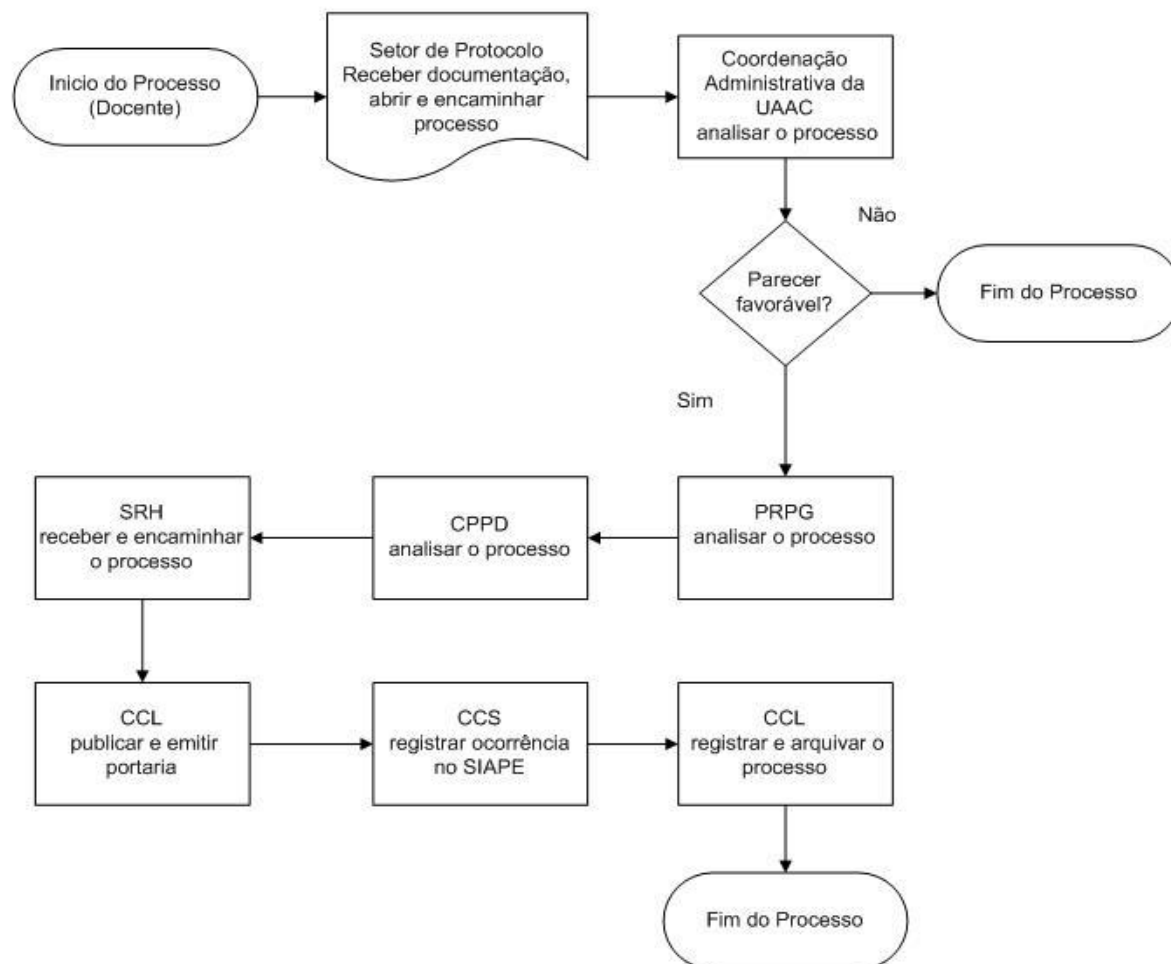 Inicio do Processo
(Docente)
Setor de Protocolo
Receber documentação,
abrir e encaminhar
processo
Coordenação
Administrativa da
UAAC
analisar o processo
Não
Parecer
favorável?
Fim do Processo
Sim
PRPG
analisar o processo
CPPD
analisar o processo
SRH
receber e encaminhar
o processo
CCL
publicar e emitir
portaria
CCS
registrar ocorrência
no SIAPE
CCL
registrar e arquivar o
processo
Fim do Processo